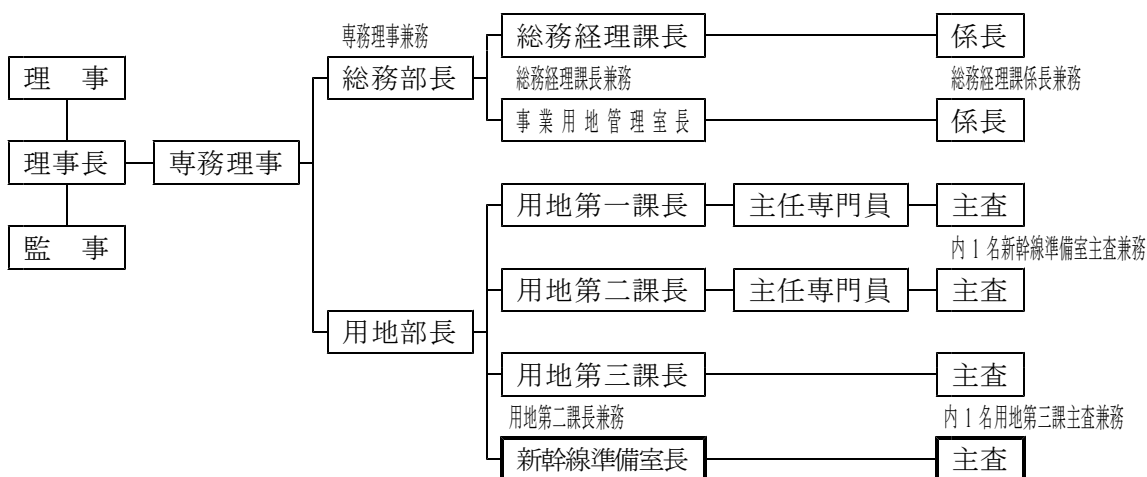 専務理事兼務
総務経理課長
係長
理　事
総務部長
総務経理課長兼務
総務経理課係長兼務
事業用地管理室長
係長
理事長
専務理事
用地第一課長
主任専門員
主査
監　事
内1名新幹線準備室主査兼務
用地第二課長
主任専門員
主査
用地部長
用地第三課長
主査
用地第二課長兼務
内1名用地第三課主査兼務
新幹線準備室長
主査